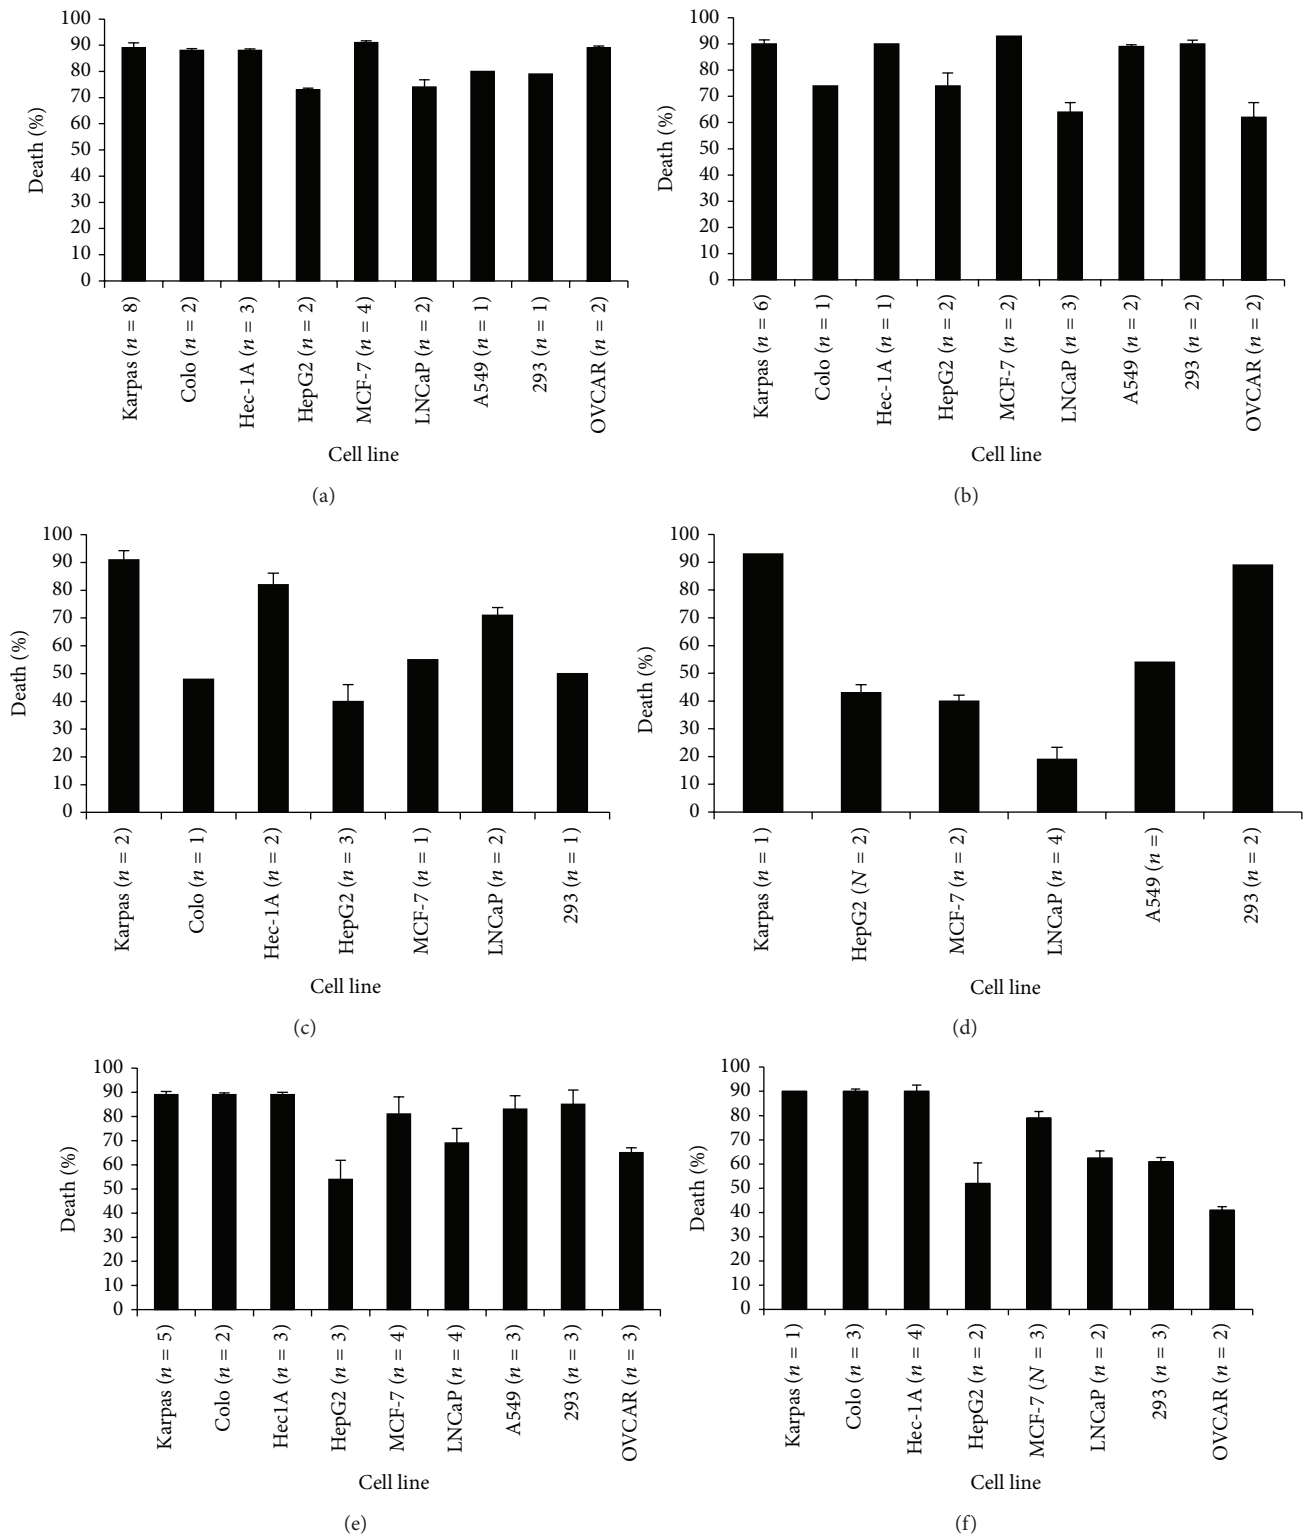 100
90
80
70
60
50
40
30
20
10
0
Death (%)
Karpas (n = 8)
Colo (n = 2)
Hec-1A (n = 3)
HepG2 (n = 2)
MCF-7 (n = 4)
LNCaP (n = 2)
A549 (n = 1)
293 (n = 1)
OVCAR (n = 2)
Cell line
(a)
100
90
80
70
60
50
40
30
20
10
0
Death (%)
Karpas (n = 6)
Colo (n = 1)
Hec-1A (n = 1)
HepG2 (n = 2)
MCF-7 (n = 2)
LNCaP (n = 3)
A549 (n = 2)
293 (n = 2)
OVCAR (n = 2)
Cell line
(b)
100
90
80
70
60
50
40
30
20
10
0
Death (%)
Karpas (n = 2)
Colo (n = 1)
Hec-1A (n = 2)
HepG2 (n = 3)
MCF-7 (n = 1)
LNCaP (n = 2)
293 (n = 1)
Cell line
(c)
100
90
80
70
60
50
40
30
20
10
0
Death (%)
Karpas (n = 1)
HepG2 (N = 2)
MCF-7 (n = 2)
LNCaP (n = 4)
A549 (n =)
293 (n = 2)
Cell line
(d)
100
90
80
70
60
50
40
30
20
10
0
Death (%)
Karpas (n = 5)
Colo (n = 2)
Hec1A (n = 3)
HepG2 (n = 3)
MCF-7 (n = 4)
LNCaP (n = 4)
A549 (n = 3)
293 (n = 3)
OVCAR (n = 3)
Cell line
(e)
100
90
80
70
60
50
40
30
20
10
0
Death (%)
Karpas (n = 1)
Colo (n = 3)
Hec-1A (n = 4)
HepG2 (n = 2)
MCF-7 (N = 3)
LNCaP (n = 2)
293 (n = 3)
OVCAR (n = 2)
Cell line
(f)